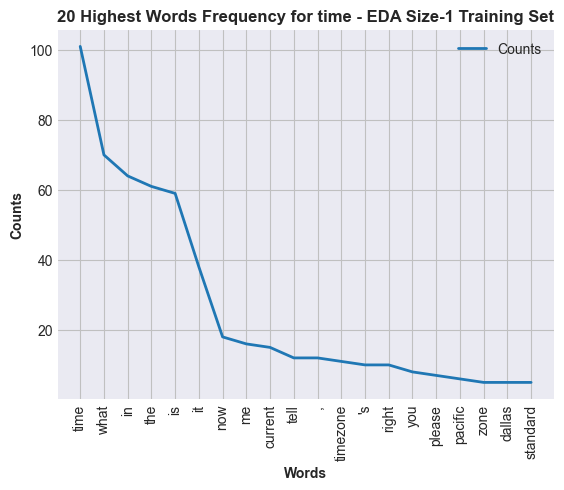 20 Highest Words Frequency for time - EDA Size-1 Training Set
Counts
100
80
60
40
20
Counts
time
what
in
the
is
it
now
me
current
tell
,
timezone
's
right
you
please
pacific
zone
dallas
standard
Words